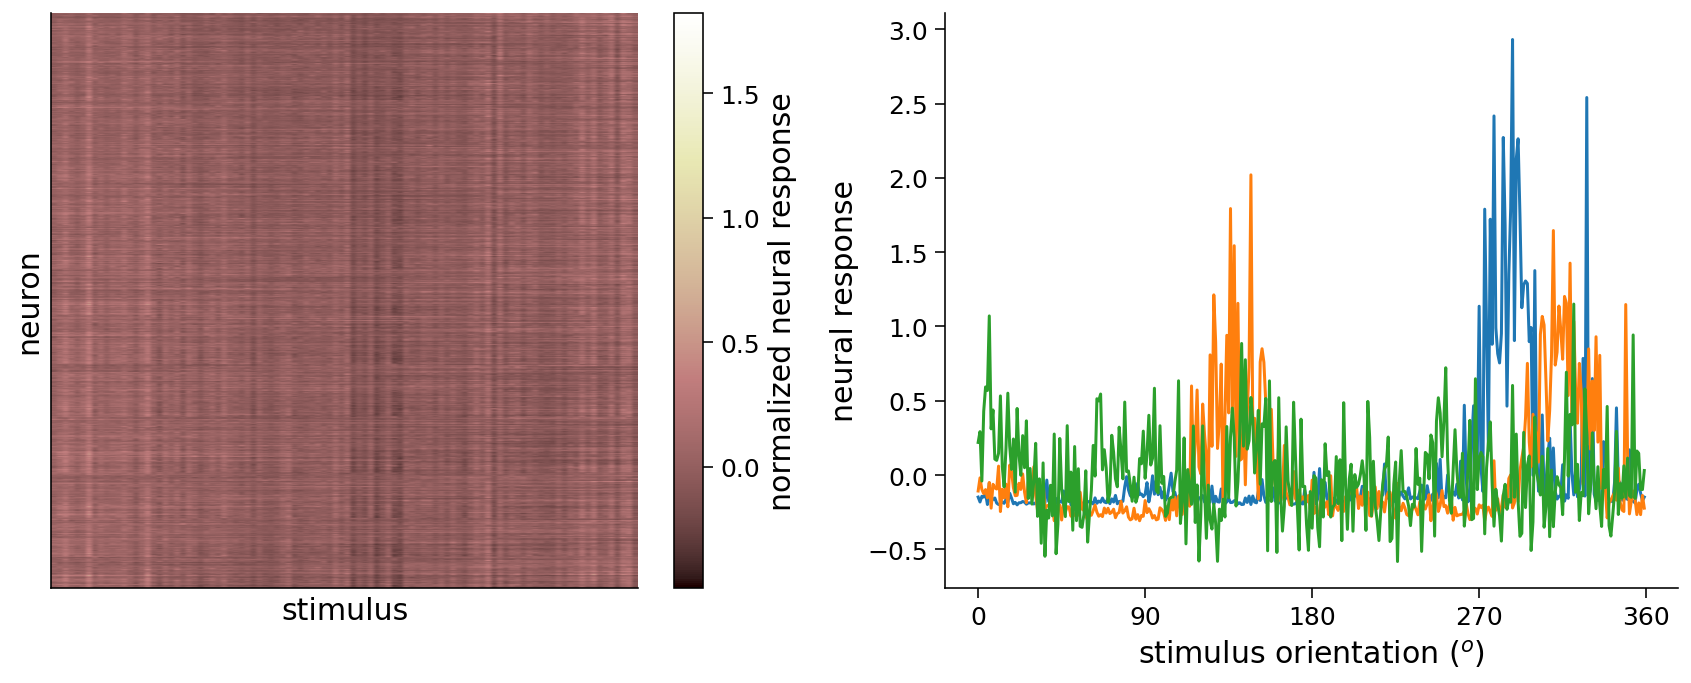 neuron
stimulus
1.5
1.0
0.5
0.0
normalized neural response
neural response
3.0
2.5
2.0
1.5
1.0
0.5
0.0
−0.5
0 90 180 270 360
stimulus orientation (o)